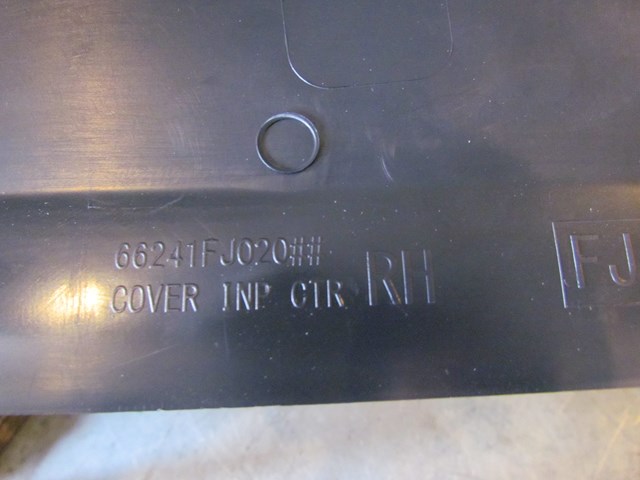 66241FJ020##
COVER INP CTR RH
FJ